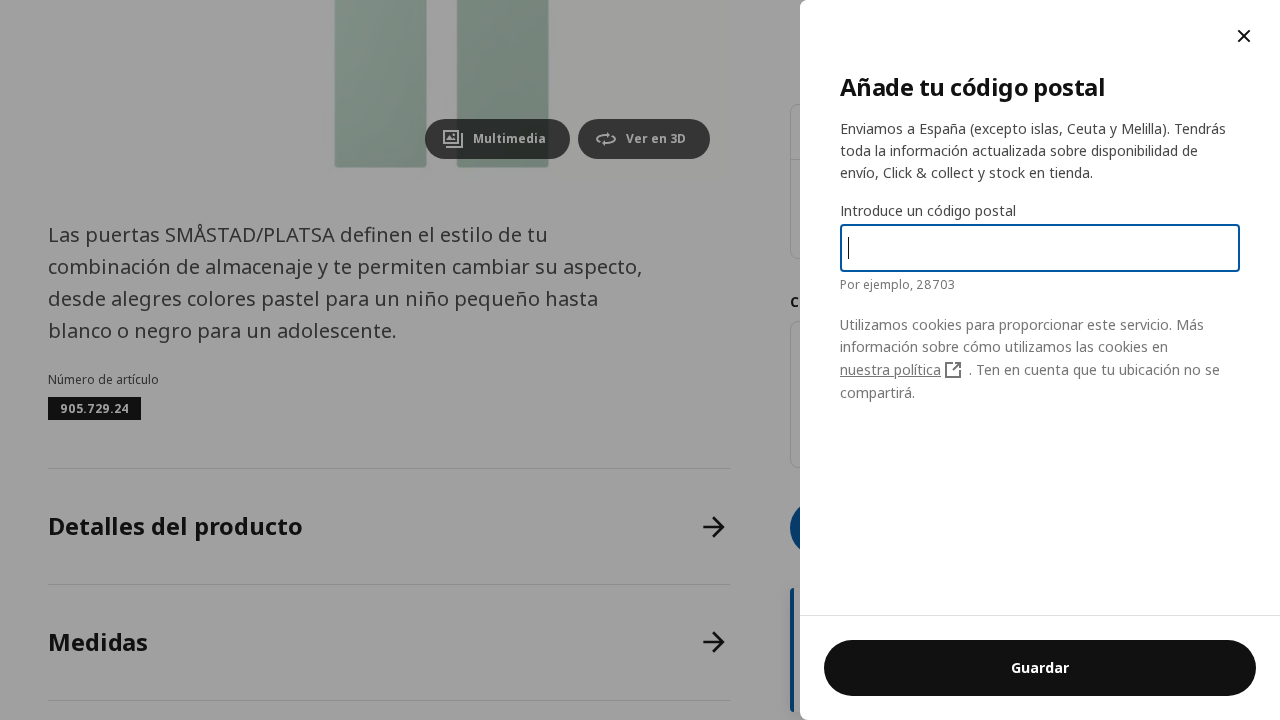 Multimedia
Ver en 3D
Las puertas SMÅSTAD/PLATSA definen el estilo de tu
combinación de almacenaje y te permiten cambiar su aspecto,
desde alegres colores pastel para un niño pequeño hasta
blanco o negro para un adolescente.
Número de artículo
905.729.24
Detalles del producto
Medidas
C
Añade tu código postal
Enviamos a España (excepto islas, Ceuta y Melilla). Tendrás
toda la información actualizada sobre disponibilidad de
envío, Click & collect y stock en tienda.
Introduce un código postal
Por ejemplo, 28703
Utilizamos cookies para proporcionar este servicio. Más
información sobre cómo utilizamos las cookies en
nuestra política . Ten en cuenta que tu ubicación no se
compartirá.
Guardar